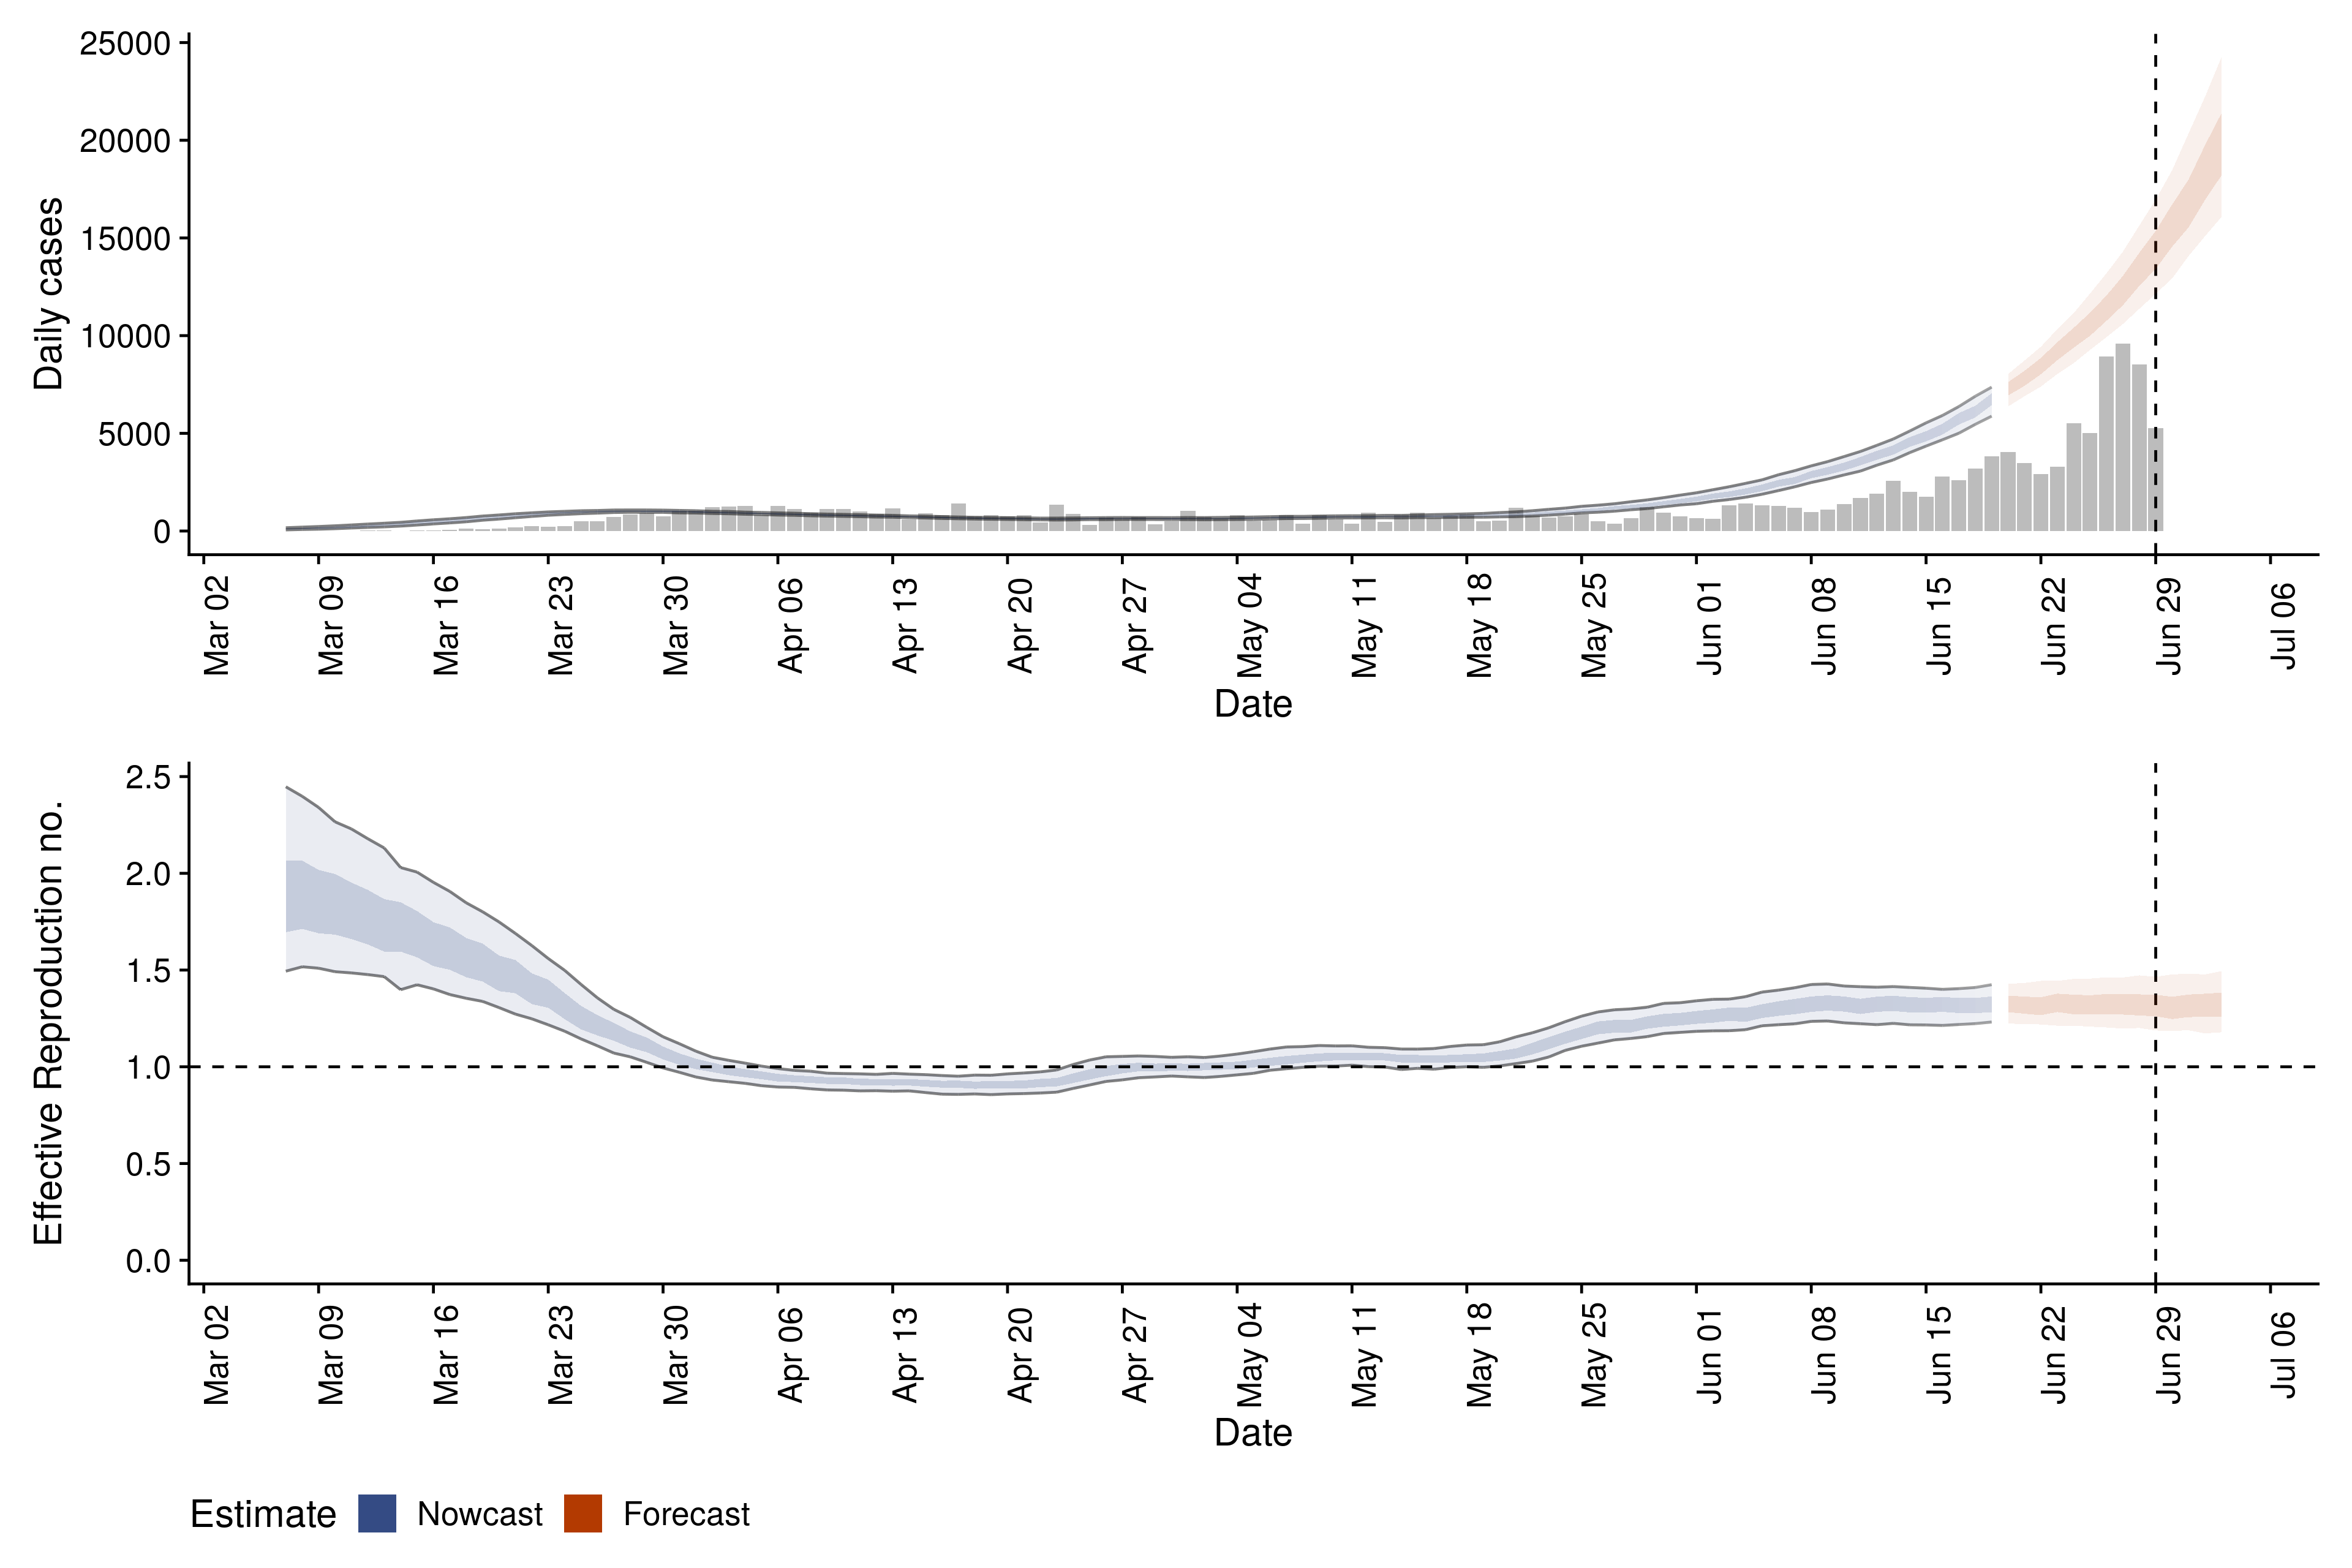 Daily cases
25000
20000
15000
10000
5000
0
Mar 02 Mar 09 Mar 16 Mar 23 Mar 30 Apr 06 Apr 13 Apr 20 Apr 27 May 04 May 11 May 18 May 25 Jun 01 Jun 08 Jun 15 Jun 22 Jun 29 Jul 06
Date
Effective Reproduction no.
2.5
2.0
1.5
1.0
0.5
0.0
Mar 02 Mar 09 Mar 16 Mar 23 Mar 30 Apr 06 Apr 13 Apr 20 Apr 27 May 04 May 11 May 18 May 25 Jun 01 Jun 08 Jun 15 Jun 22 Jun 29 Jul 06
Date
Estimate Nowcast Forecast